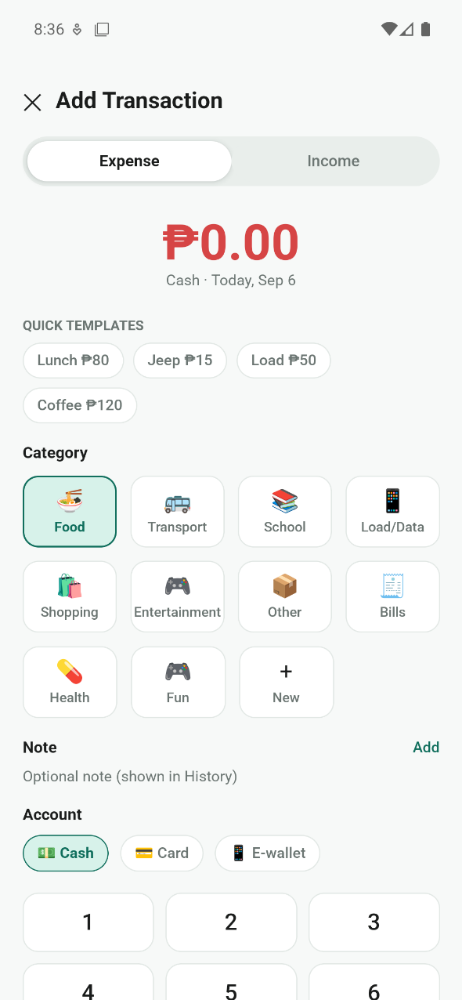 8:36
Add Transaction
Expense Income
₱0.00
Cash · Today, Sep 6
QUICK TEMPLATES
Lunch ₱80 Jeep ₱15 Load ₱50
Coffee ₱120
Category
Food Transport School Load/Data
Shopping Entertainment Other Bills
Health Fun + New
Note Add
Optional note (shown in History)
Account
Cash Card E-wallet
1 2 3
4 5 6